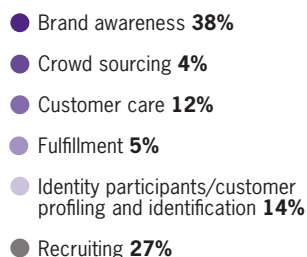 Brand awareness 38%
Crowd sourcing 4%
Customer care 12%
Fulfillment 5%
Identity participants/customer
profiling and identification 14%
Recruiting 27%